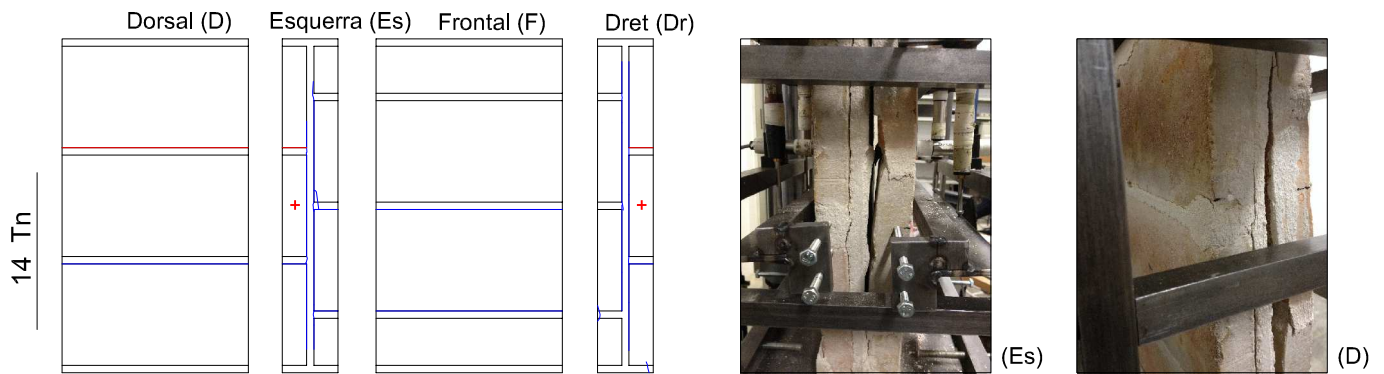 Dorsal (D)
Esquerra (Es)
Frontal (F)
Dret (Dr)
14 Tn
(Es)
(D)